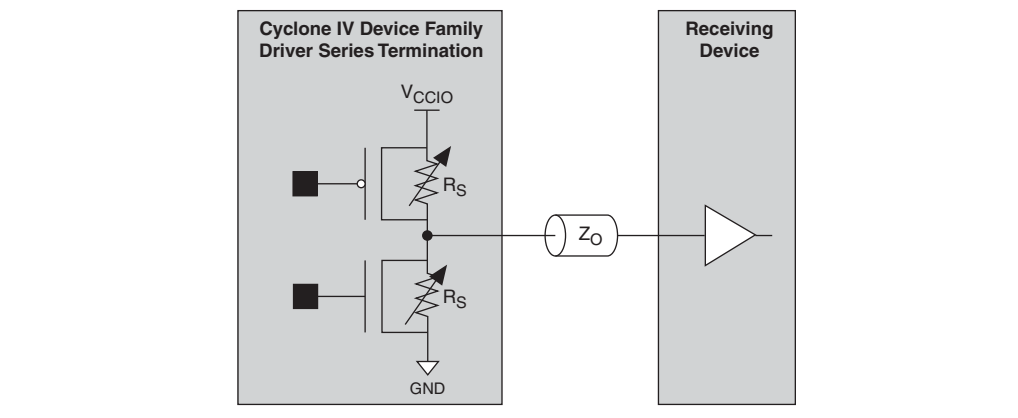 Cyclone IV Device Family
Driver Series Termination
Receiving
Device
VCCIO
RS
ZO
RS
GND